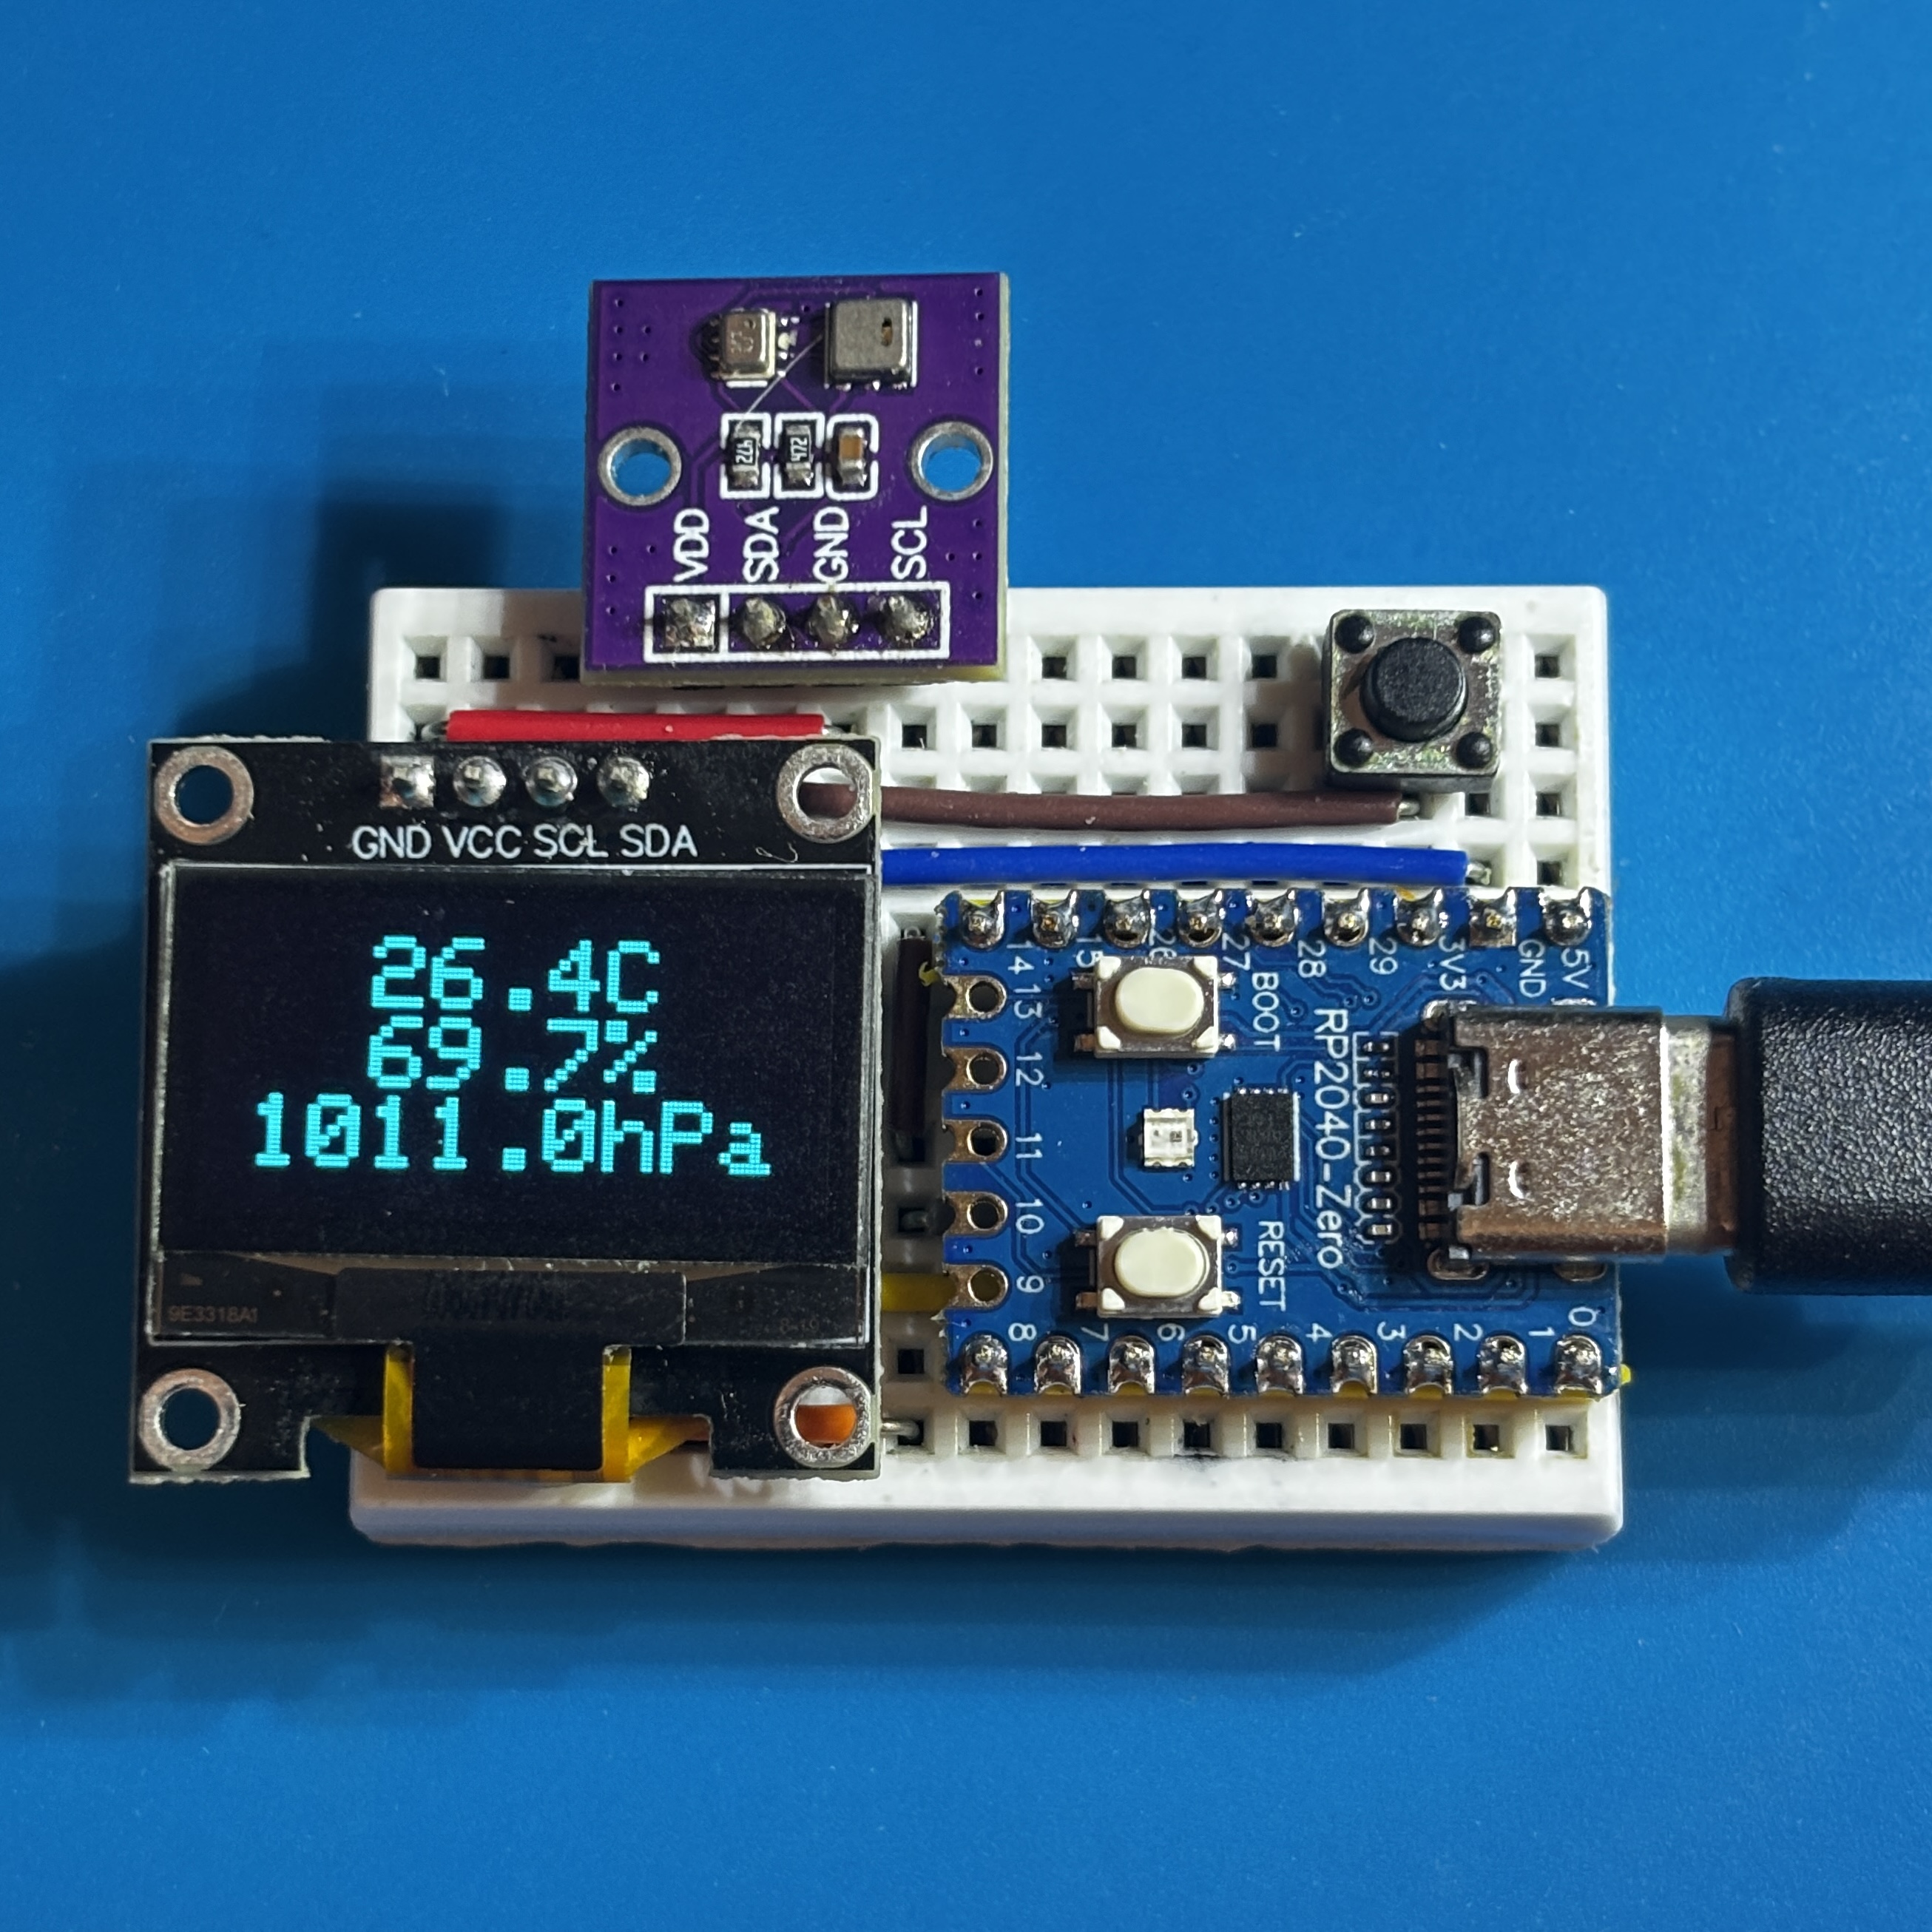 472
472
VDD
SDA
GND
SCL
GND VCC SCL SDA
26.4C
69.7%
1011.0hPa
9E3318A1
14
15
26
27
28
29
3V3
GND
5V
13
12
11
10
9
BOOT
RP2040-Zero
RESET
8
7
6
5
4
3
2
1
0